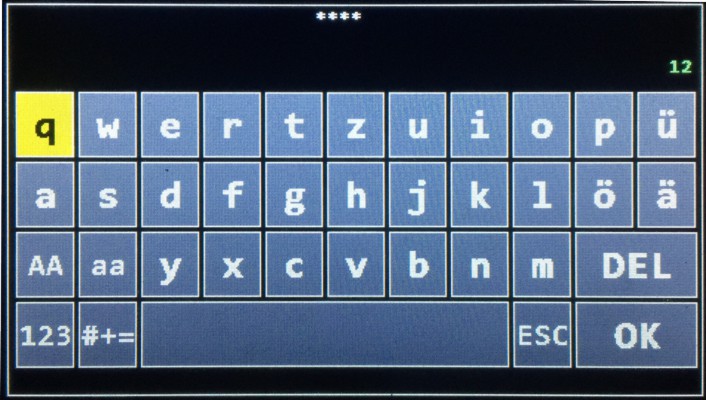 ****
12
q w e r t z u i o p ü
a s d f g h j k l ö ä
AA aa y x c v b n m DEL
123 #+= ESC OK